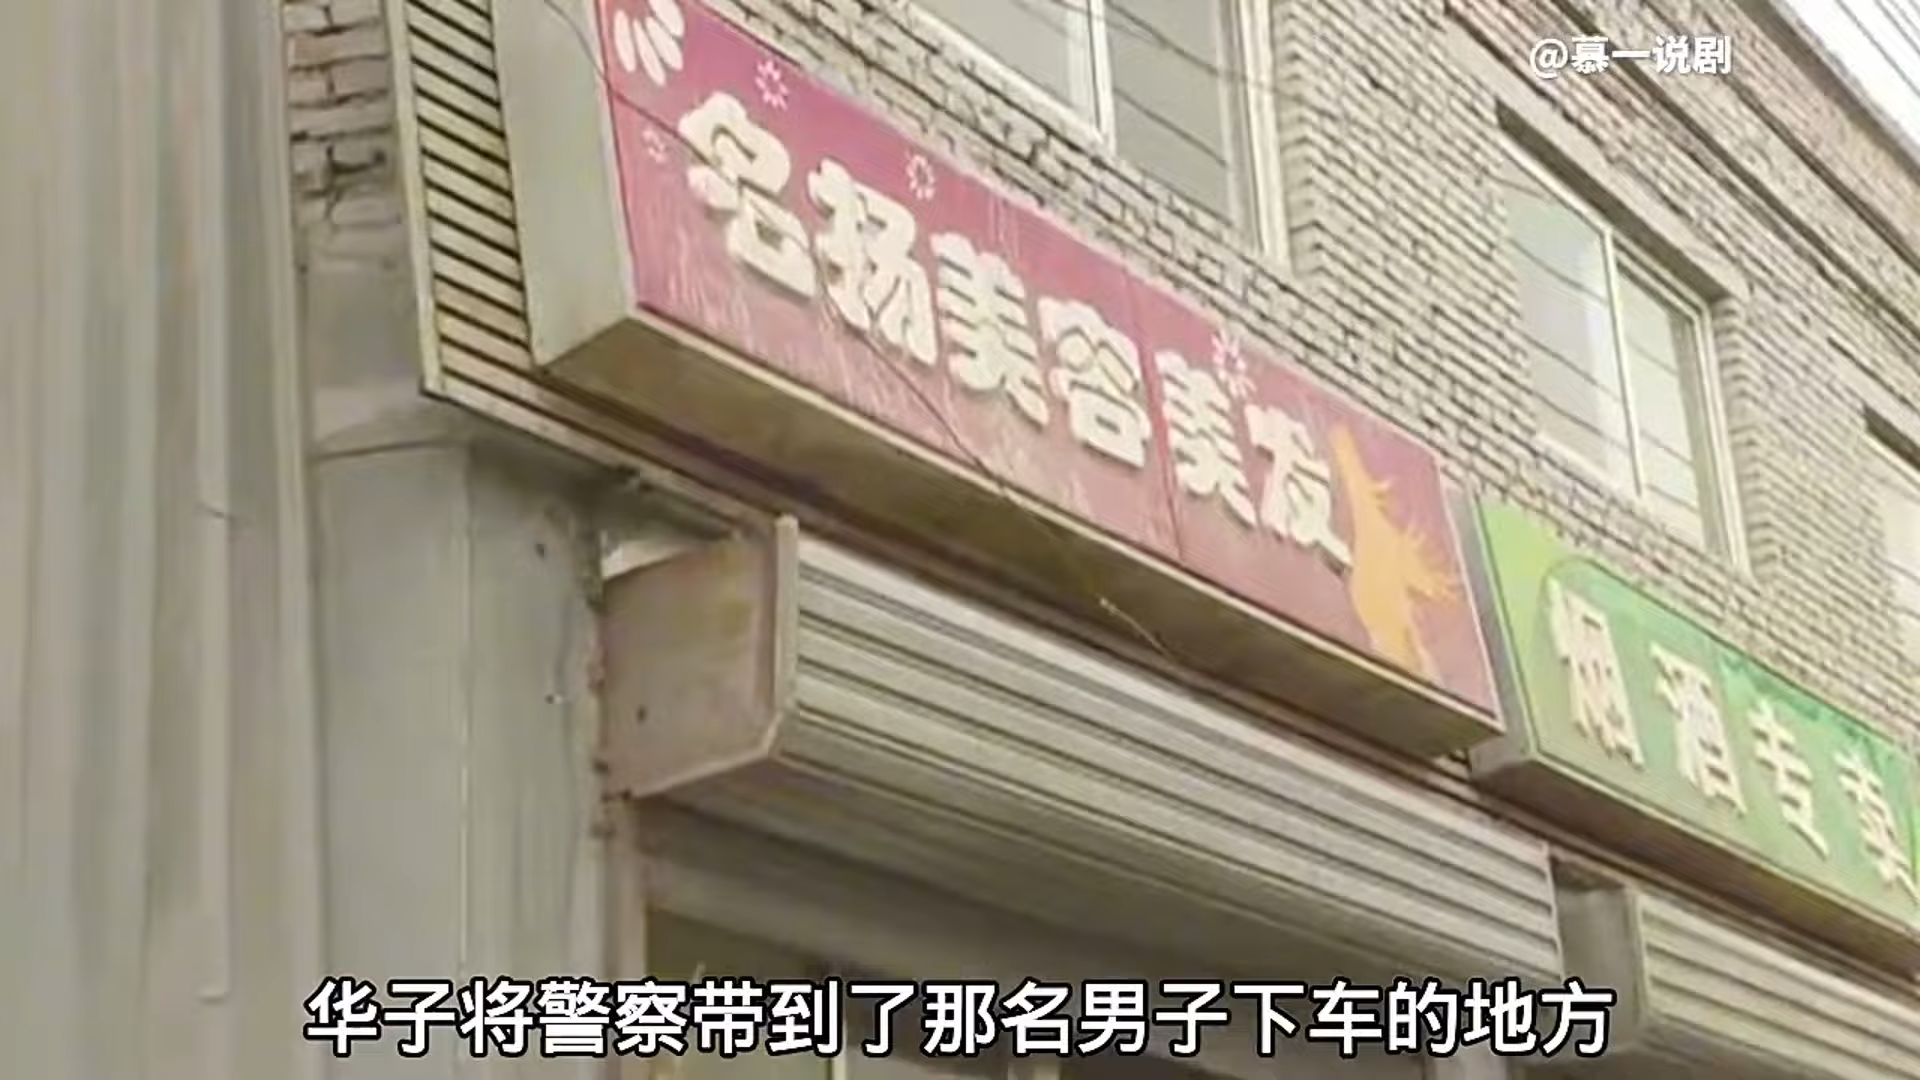 @慕一说剧
名扬美容美发
烟酒专卖
华子将警察带到了那名男子下车的地方